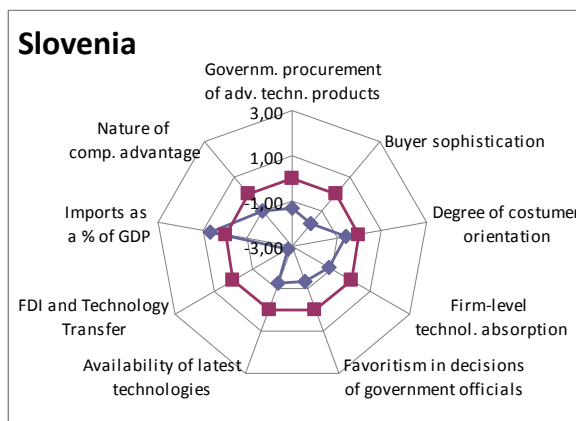 Slovenia
Governm. procurement
of adv. techn. products
3,00
Nature of
comp. advantage
Buyer sophistication
1,00
Imports as
a % of GDP
-1,00
Degree of costumer
orientation
-3,00
FDI and Technology
Transfer
Firm-level
technol. absorption
Availability of latest
technologies
Favoritism in decisions
of government officials